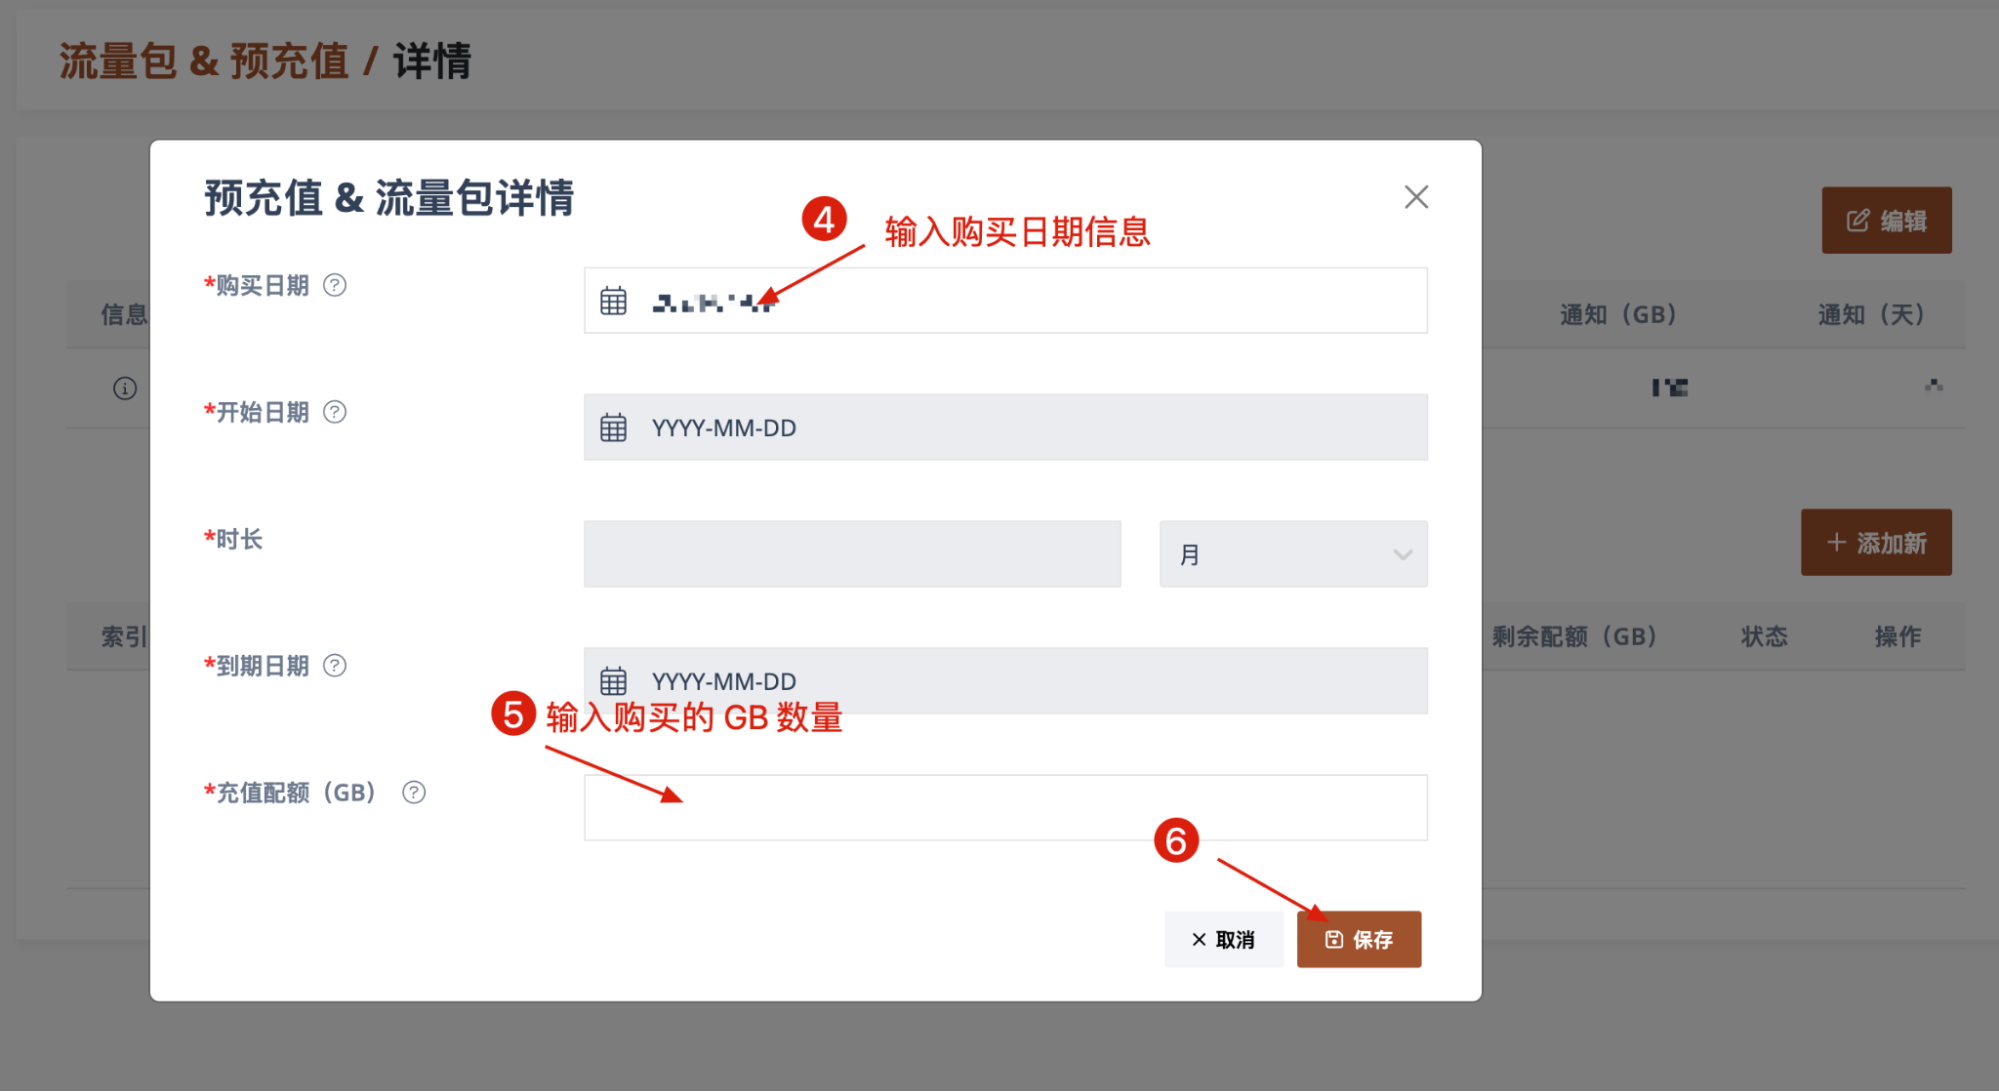 流量包 & 预充值 / 详情
预充值 & 流量包详情
4 输入购买日期信息
编辑
*购买日期
信息
通知（GB）
通知（天）
*开始日期
YYYY-MM-DD
*时长
月
添加新
索引
剩余配额（GB）
状态
操作
*到期日期
YYYY-MM-DD
5 输入购买的 GB 数量
*充值配额（GB）
6
取消
保存